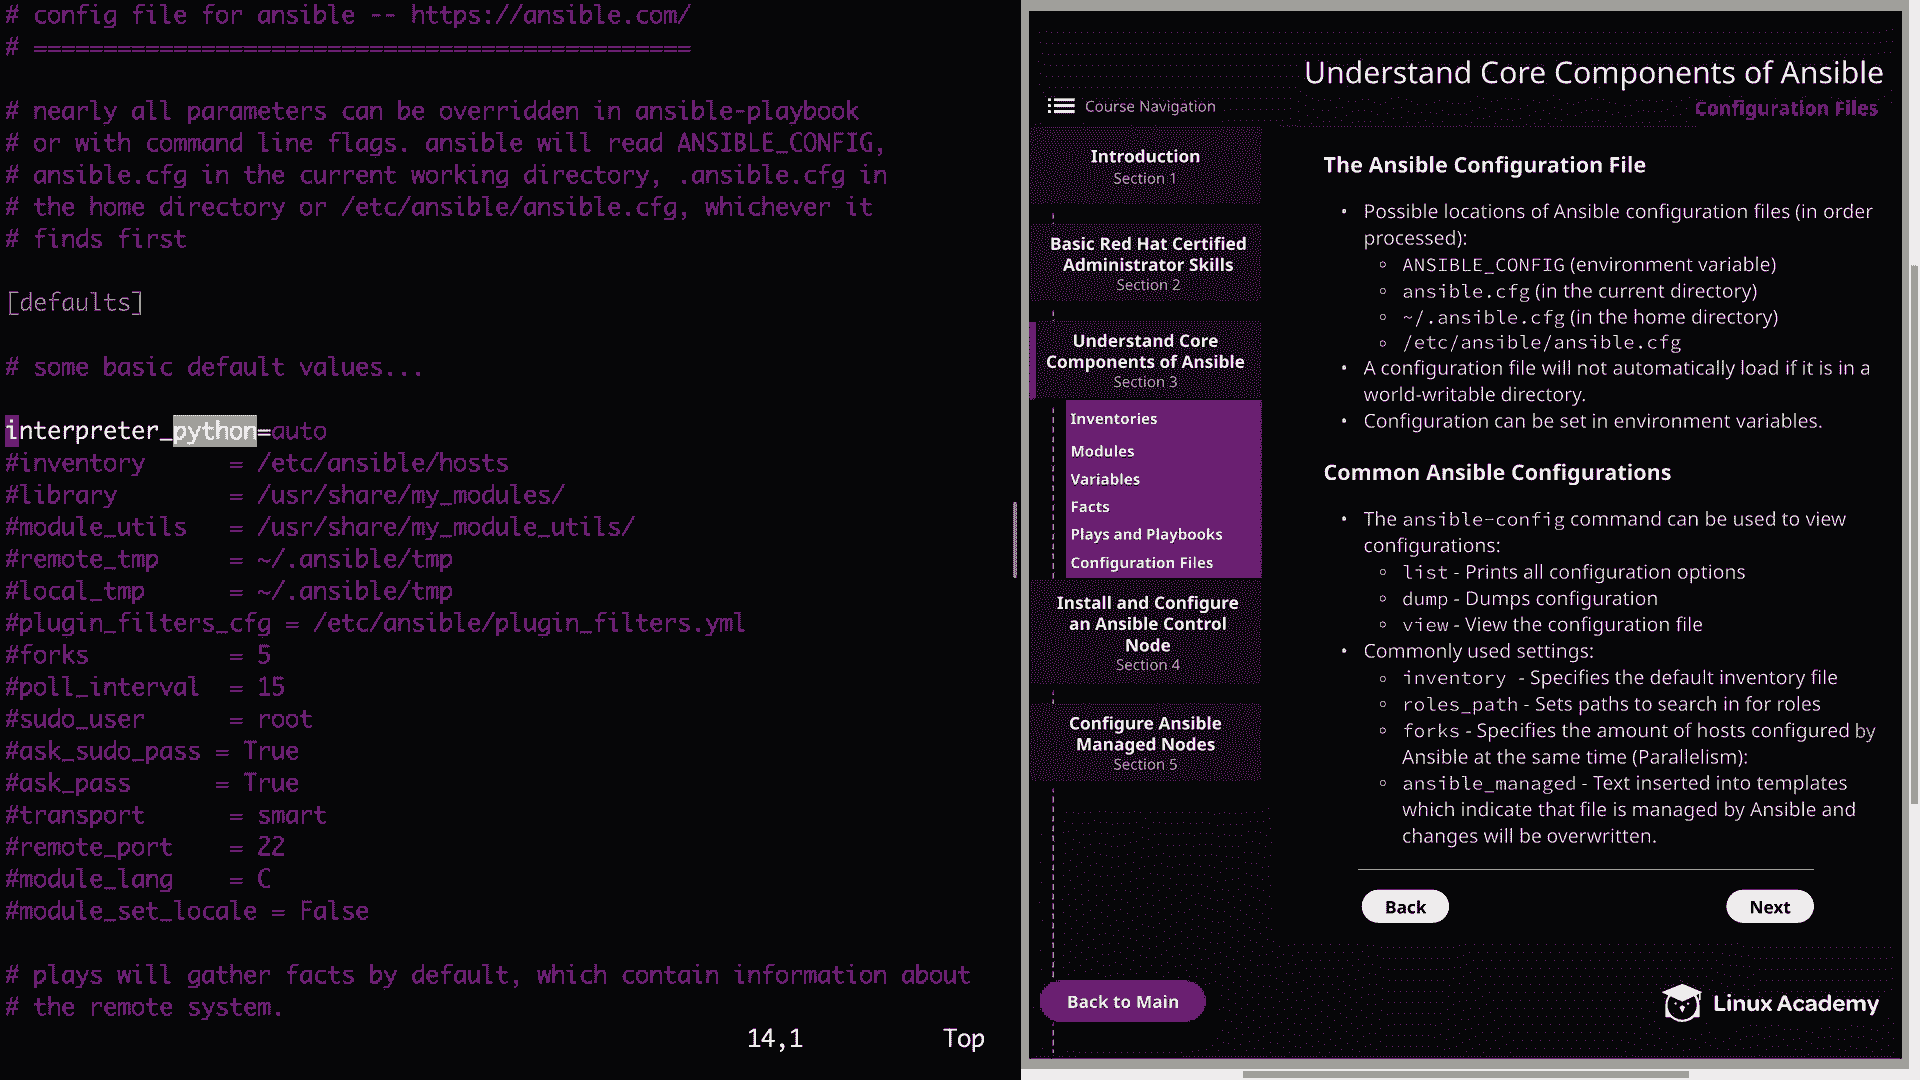 # config file for ansible -- https://ansible.com/
# ===============================================
# nearly all parameters can be overridden in ansible-playbook
# or with command line flags. ansible will read ANSIBLE_CONFIG,
# ansible.cfg in the current working directory, .ansible.cfg in
# the home directory or /etc/ansible/ansible.cfg, whichever it
# finds first
[defaults]
# some basic default values...
interpreter_python=auto
#inventory      = /etc/ansible/hosts
#library        = /usr/share/my_modules/
#module_utils   = /usr/share/my_module_utils/
#remote_tmp     = ~/.ansible/tmp
#local_tmp      = ~/.ansible/tmp
#plugin_filters_cfg = /etc/ansible/plugin_filters.yml
#forks          = 5
#poll_interval  = 15
#sudo_user      = root
#ask_sudo_pass = True
#ask_pass      = True
#transport      = smart
#remote_port    = 22
#module_lang    = C
#module_set_locale = False
# plays will gather facts by default, which contain information about
# the remote system.
14,1          Top
Understand Core Components of Ansible
Course Navigation
Configuration Files
Introduction
Section 1
Basic Red Hat Certified
Administrator Skills
Section 2
Understand Core
Components of Ansible
Section 3
Inventories
Modules
Variables
Facts
Plays and Playbooks
Configuration Files
Install and Configure
an Ansible Control
Node
Section 4
Configure Ansible
Managed Nodes
Section 5
Back to Main
The Ansible Configuration File
• Possible locations of Ansible configuration files (in order
processed):
◦ ANSIBLE_CONFIG (environment variable)
◦ ansible.cfg (in the current directory)
◦ ~/.ansible.cfg (in the home directory)
◦ /etc/ansible/ansible.cfg
• A configuration file will not automatically load if it is in a
world-writable directory.
• Configuration can be set in environment variables.
Common Ansible Configurations
• The ansible-config command can be used to view
configurations:
◦ list - Prints all configuration options
◦ dump - Dumps configuration
◦ view - View the configuration file
• Commonly used settings:
◦ inventory - Specifies the default inventory file
◦ roles_path - Sets paths to search in for roles
◦ forks - Specifies the amount of hosts configured by
Ansible at the same time (Parallelism):
◦ ansible_managed - Text inserted into templates
which indicate that file is managed by Ansible and
changes will be overwritten.
Back
Next
Linux Academy